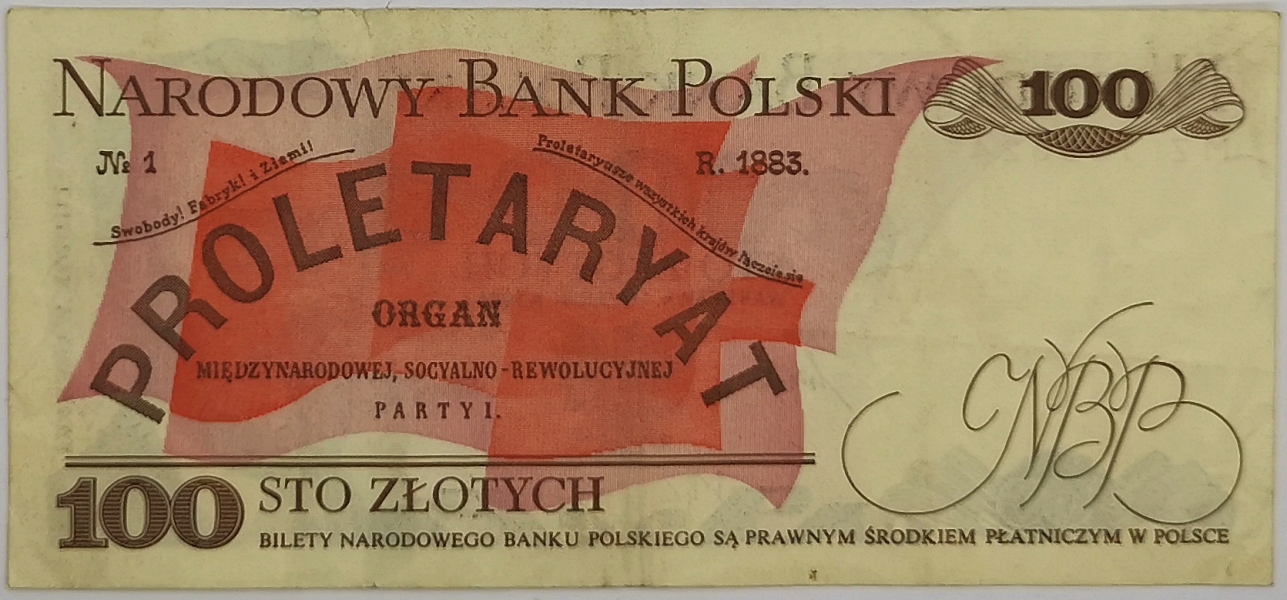 NARODOWY BANK POLSKI
100
№ 1
R. 1883.
Swobody! Fabryk! i Ziemi!
Proletaryusze wszystkich krajów łączcie się
PROLETARYAT
ORGAN
MIĘDZYNARODOWEJ, SOCYALNO-REWOLUCYJNEJ
PARTYI.
NBP
100
STO ZŁOTYCH
BILETY NARODOWEGO BANKU POLSKIEGO SĄ PRAWNYM ŚRODKIEM PŁATNICZYM W POLSCE